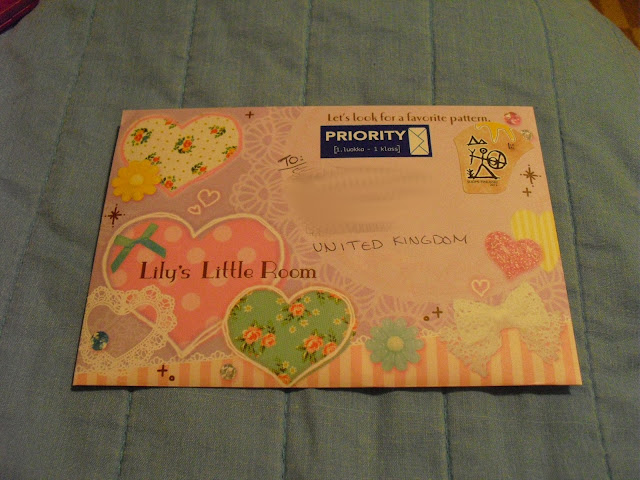 Let's look for a favorite pattern.
PRIORITY
[1.luokka - 1 klass]
TO:
UNITED KINGDOM
Lily's Little Room